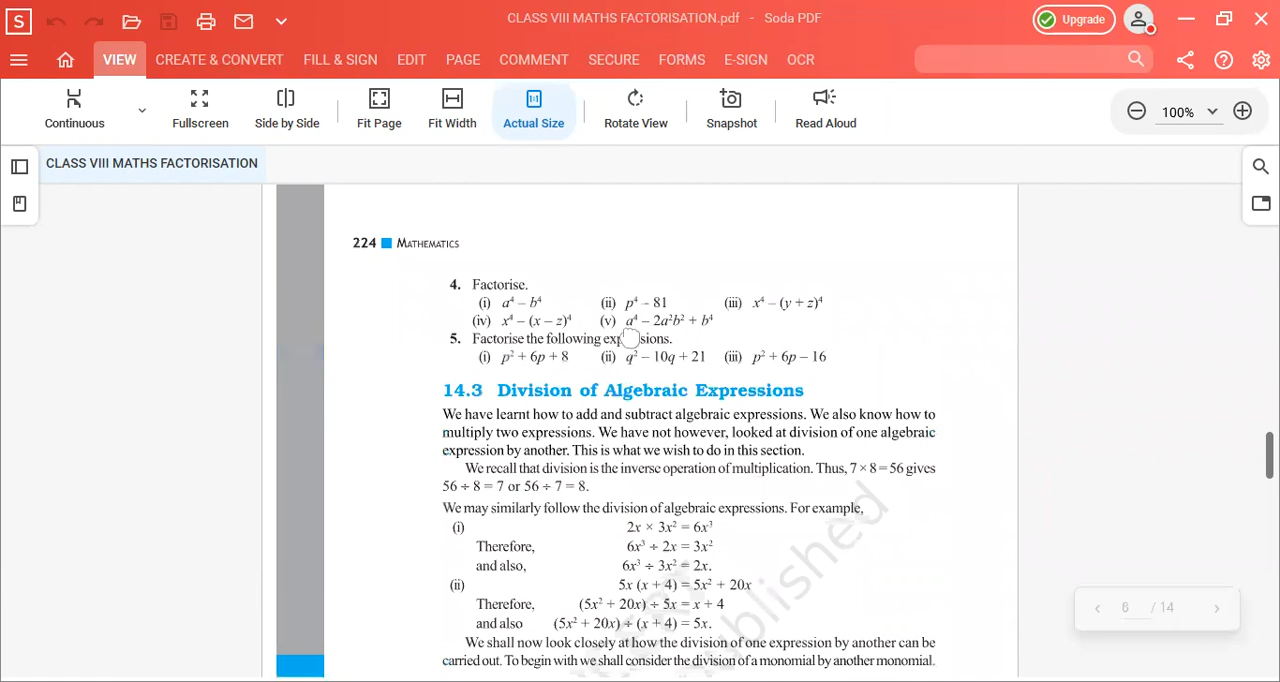 S
CLASS VIII MATHS FACTORISATION.pdf - Soda PDF
Upgrade
VIEW CREATE & CONVERT FILL & SIGN EDIT PAGE COMMENT SECURE FORMS E-SIGN OCR
Continuous Fullscreen Side by Side Fit Page Fit Width Actual Size Rotate View Snapshot Read Aloud 100%
CLASS VIII MATHS FACTORISATION
224 MATHEMATICS
4. Factorise.
(i) a⁴ – b⁴ (ii) p⁴ – 81 (iii) x⁴ – (y + z)⁴
(iv) x⁴ – (x – z)⁴ (v) a⁴ – 2a²b² + b⁴
5. Factorise the following expressions.
(i) p² + 6p + 8 (ii) q² – 10q + 21 (iii) p² + 6p – 16
14.3 Division of Algebraic Expressions
We have learnt how to add and subtract algebraic expressions. We also know how to
multiply two expressions. We have not however, looked at division of one algebraic
expression by another. This is what we wish to do in this section.
We recall that division is the inverse operation of multiplication. Thus, 7 × 8 = 56 gives
56 ÷ 8 = 7 or 56 ÷ 7 = 8.
We may similarly follow the division of algebraic expressions. For example,
(i) 2x × 3x² = 6x³
Therefore, 6x³ ÷ 2x = 3x²
and also, 6x³ ÷ 3x² = 2x.
(ii) 5x (x + 4) = 5x² + 20x
Therefore, (5x² + 20x) ÷ 5x = x + 4
and also (5x² + 20x) ÷ (x + 4) = 5x.
We shall now look closely at how the division of one expression by another can be
carried out. To begin with we shall consider the division of a monomial by another monomial.
6 / 14